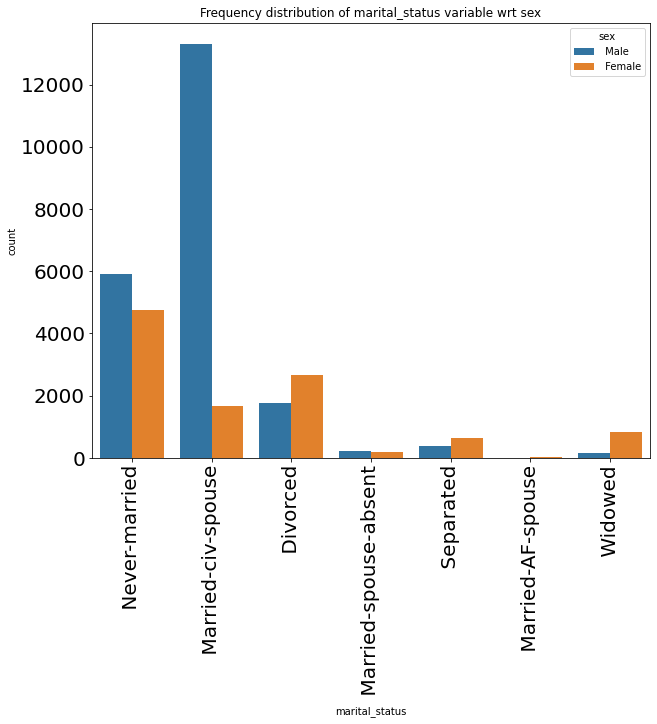 Frequency distribution of marital_status variable wrt sex
sex
Male
Female
count
12000
10000
8000
6000
4000
2000
0
Never-married
Married-civ-spouse
Divorced
Married-spouse-absent
Separated
Married-AF-spouse
Widowed
marital_status